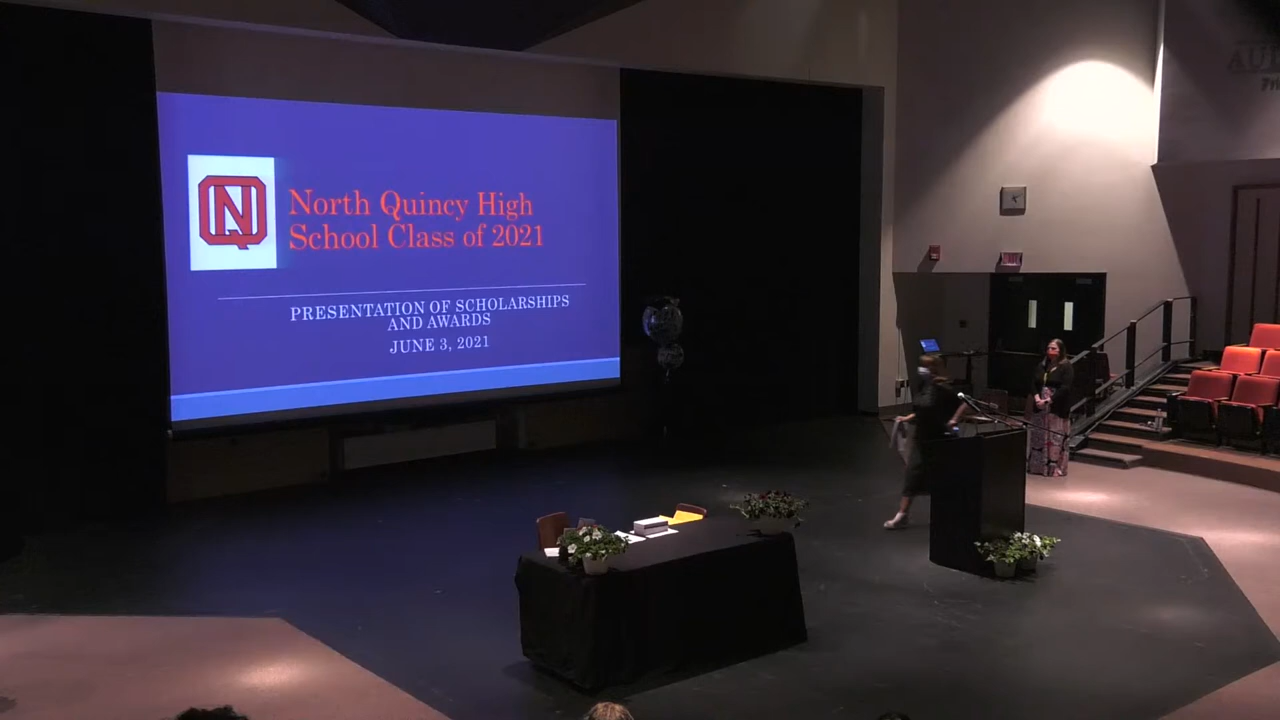 NQ
North Quincy High
School Class of 2021
PRESENTATION OF SCHOLARSHIPS
AND AWARDS
JUNE 3, 2021